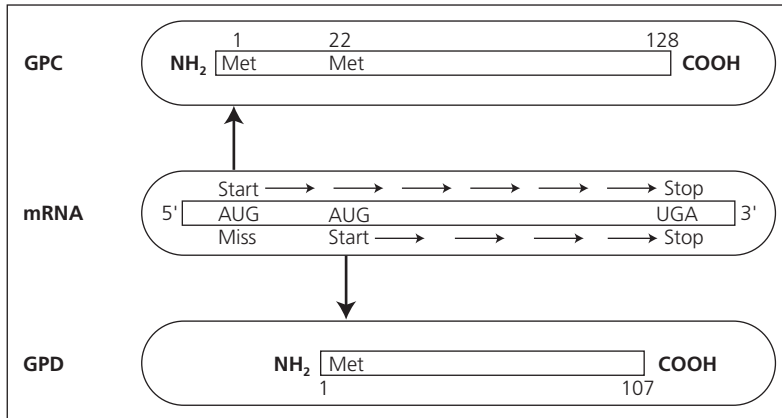 1 22 128
GPC NH₂ Met Met COOH
Start Stop
mRNA 5' AUG AUG UGA 3'
Miss Start Stop
GPD NH₂ Met COOH
1 107